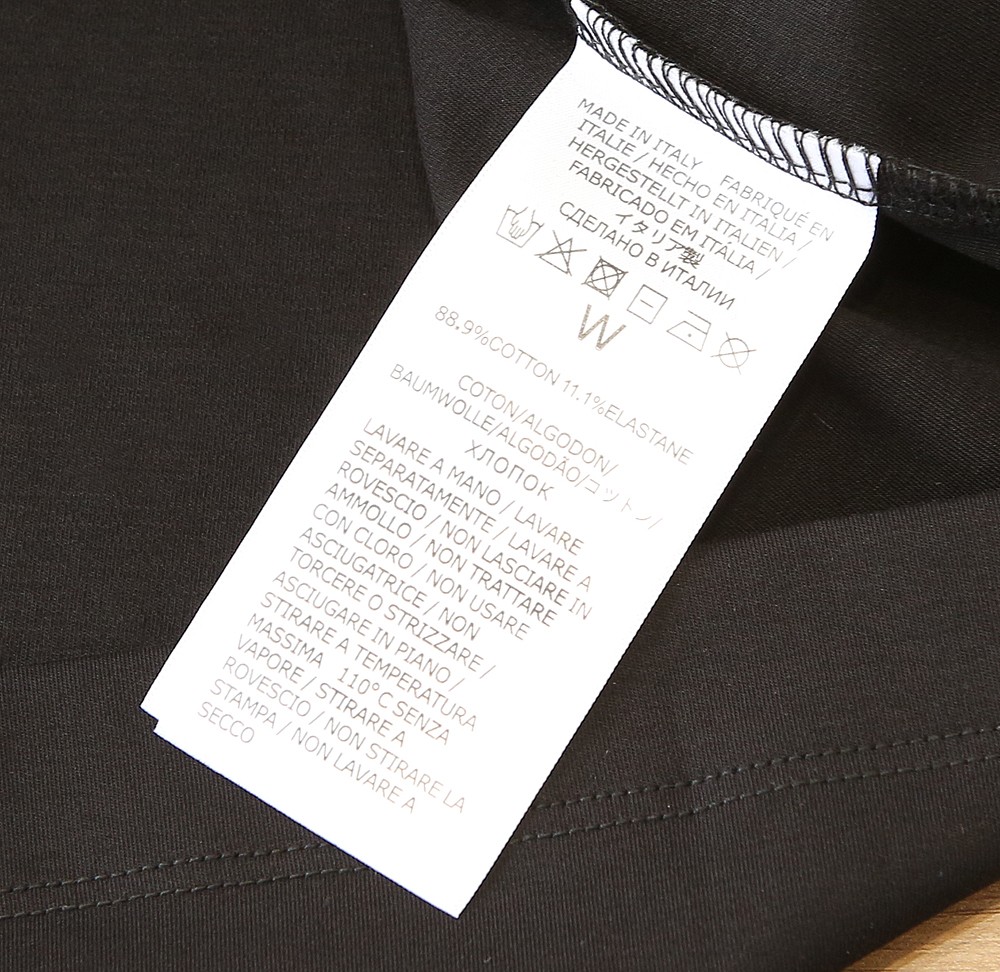 MADE IN ITALY FABRIQUÉ EN
ITALIE / HECHO EN ITALIA /
HERGESTELLT IN ITALIEN /
FABRICADO EM ITALIA /
イタリア製
СДЕЛАНО В ИТАЛИИ
W
88.9%COTTON 11.1%ELASTANE
COTON/ALGODON/
BAUMWOLLE/ALGODÃO/コットン/
ХЛОПОК
LAVARE A MANO / LAVARE
SEPARATAMENTE / LAVARE A
ROVESCIO / NON LASCIARE IN
AMMOLLO / NON TRATTARE
CON CLORO / NON USARE
ASCIUGATRICE / NON
TORCERE O STRIZZARE /
ASCIUGARE IN PIANO /
STIRARE A TEMPERATURA
MASSIMA 110°C SENZA
VAPORE / STIRARE A
ROVESCIO / NON STIRARE LA
STAMPA / NON LAVARE A
SECCO